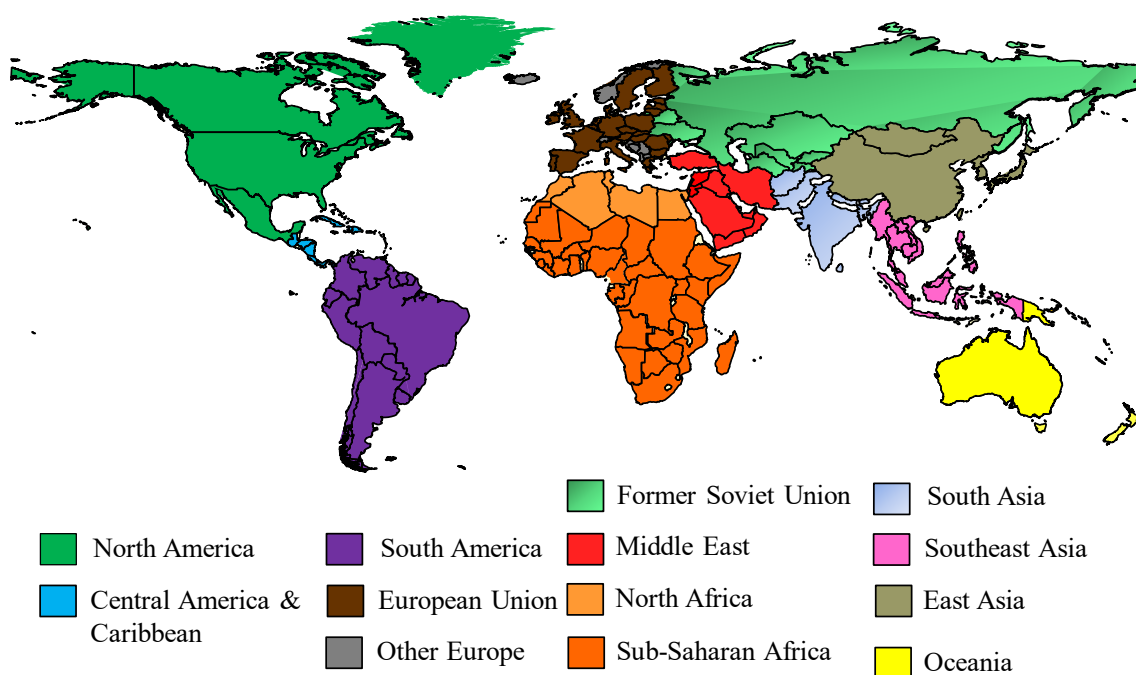 Former Soviet Union
South Asia
North America
South America
Middle East
Southeast Asia
Central America &
Caribbean
European Union
North Africa
East Asia
Other Europe
Sub-Saharan Africa
Oceania